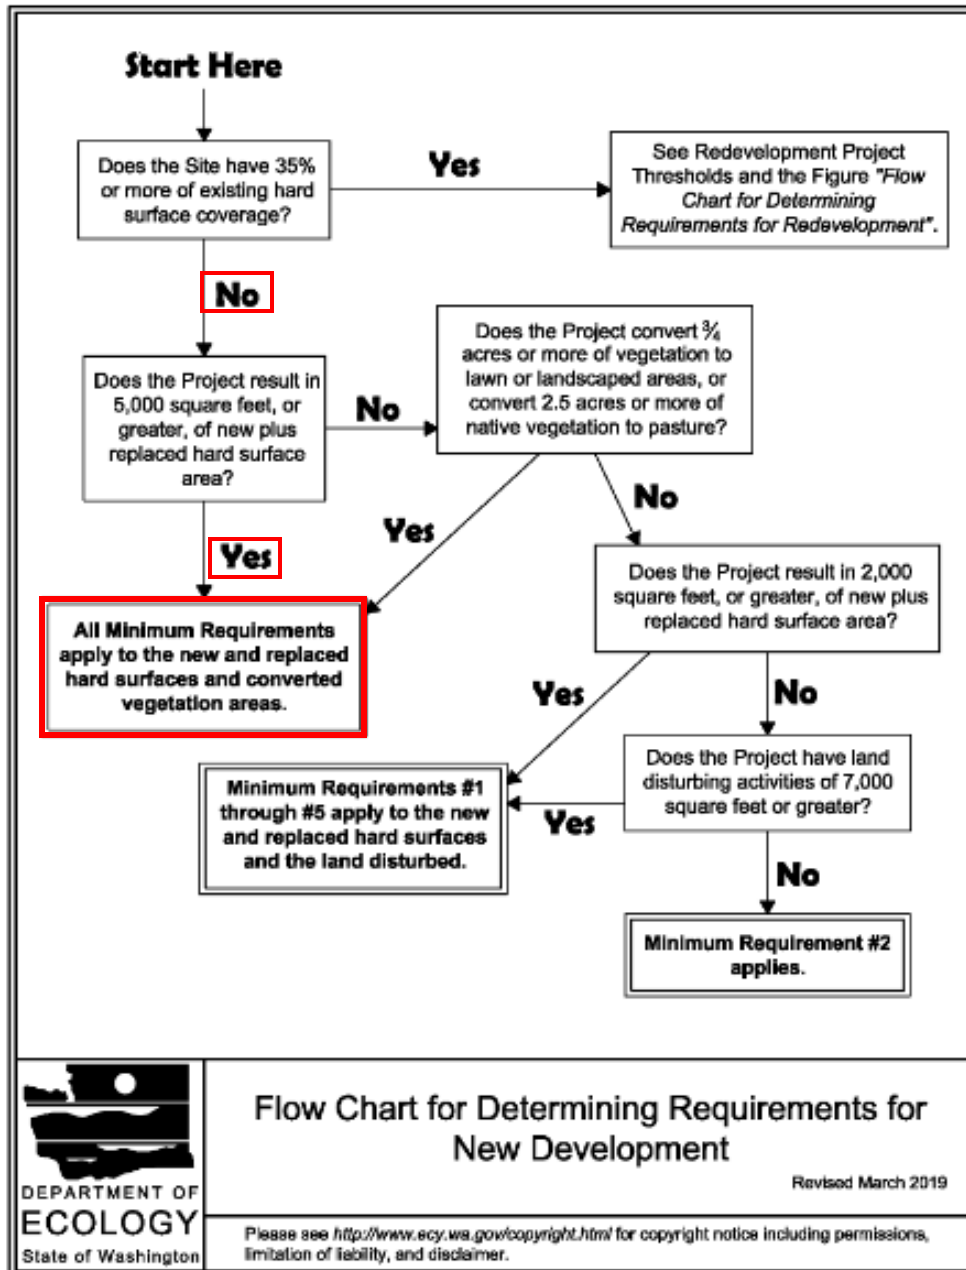 Start Here
Does the Site have 35%
or more of existing hard
surface coverage?
Yes
See Redevelopment Project
Thresholds and the Figure "Flow
Chart for Determining
Requirements for Redevelopment".
No
Does the Project result in
5,000 square feet, or
greater, of new plus
replaced hard surface
area?
No
Does the Project convert ¾
acres or more of vegetation to
lawn or landscaped areas, or
convert 2.5 acres or more of
native vegetation to pasture?
Yes
Yes
No
All Minimum Requirements
apply to the new and replaced
hard surfaces and converted
vegetation areas.
Does the Project result in 2,000
square feet, or greater, of new plus
replaced hard surface area?
Yes
No
Minimum Requirements #1
through #5 apply to the new
and replaced hard surfaces
and the land disturbed.
Yes
Does the Project have land
disturbing activities of 7,000
square feet or greater?
No
Minimum Requirement #2
applies.
DEPARTMENT OF
ECOLOGY
State of Washington
Flow Chart for Determining Requirements for
New Development
Revised March 2019
Please see http://www.ecy.wa.gov/copyright.html for copyright notice including permissions,
limitation of liability, and disclaimer.